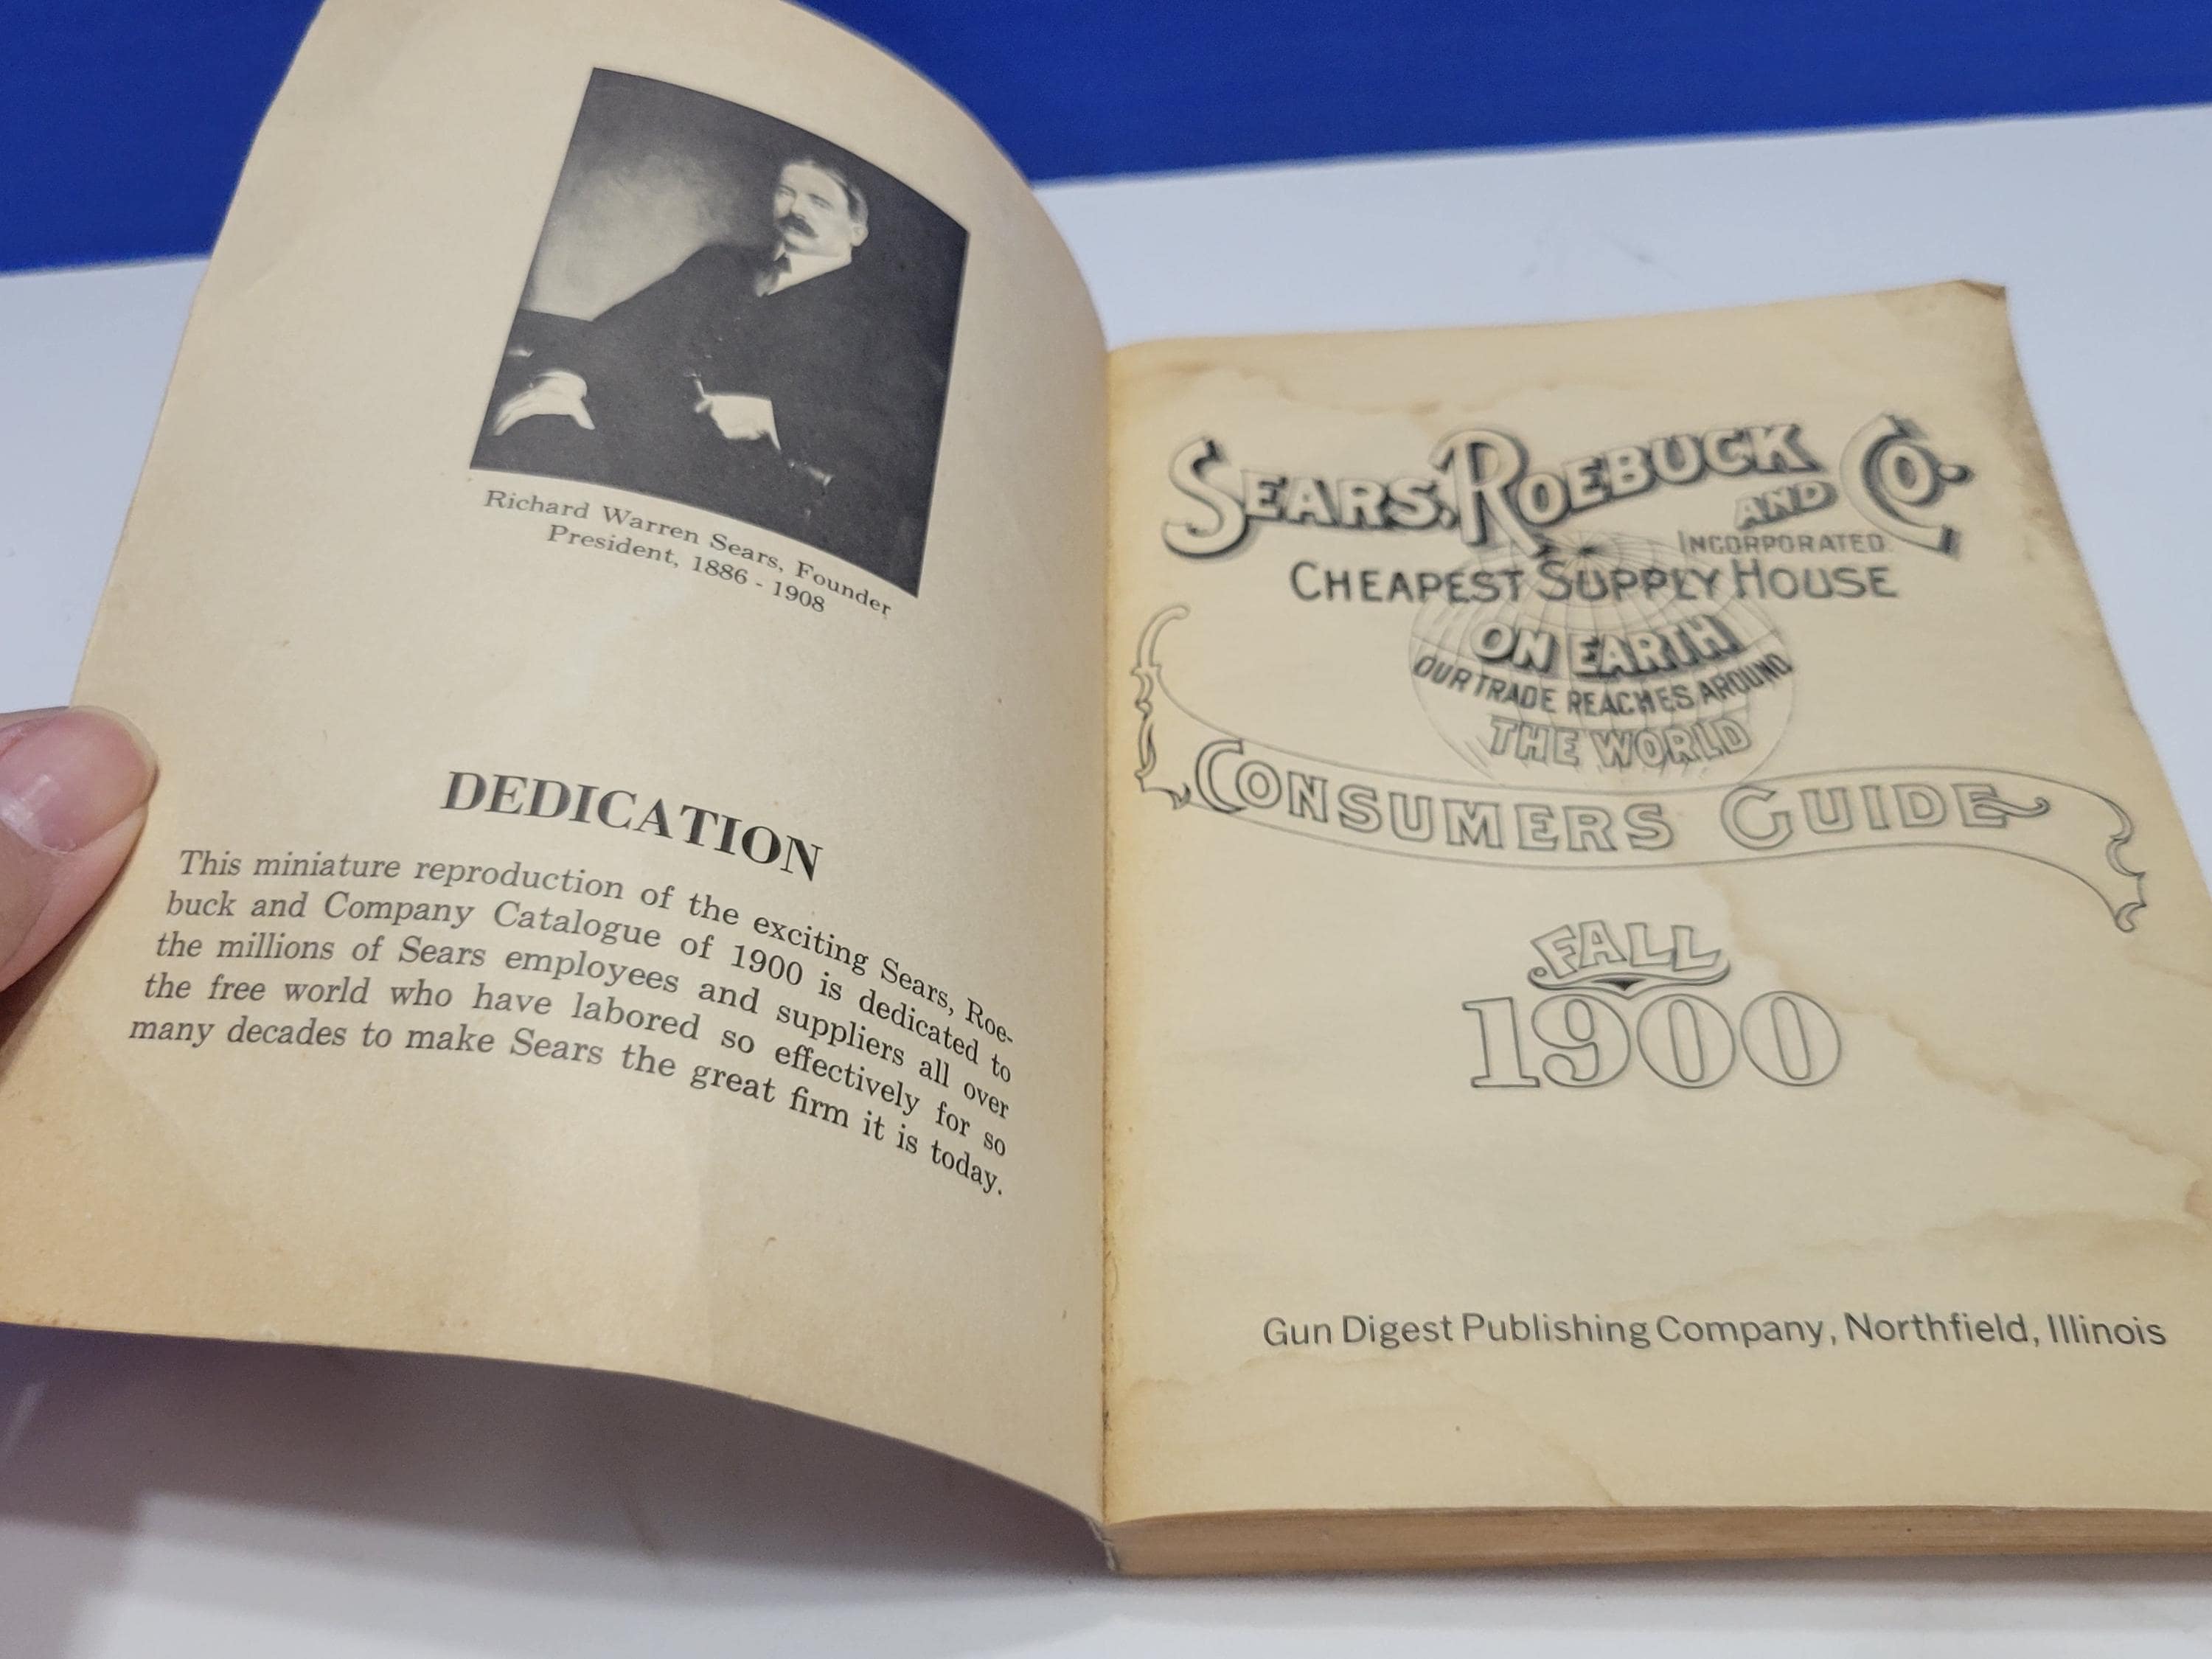 Richard Warren Sears, Founder
President, 1886 - 1908
DEDICATION
This miniature reproduction of the exciting Sears, Roe-
buck and Company Catalogue of 1900 is dedicated to
the millions of Sears employees and suppliers all over
the free world who have labored so effectively for so
many decades to make Sears the great firm it is today.
SEARS, ROEBUCK AND CO.
INCORPORATED
CHEAPEST SUPPLY HOUSE
ON EARTH
OUR TRADE REACHES AROUND
THE WORLD
CONSUMERS GUIDE
FALL
1900
Gun Digest Publishing Company, Northfield, Illinois